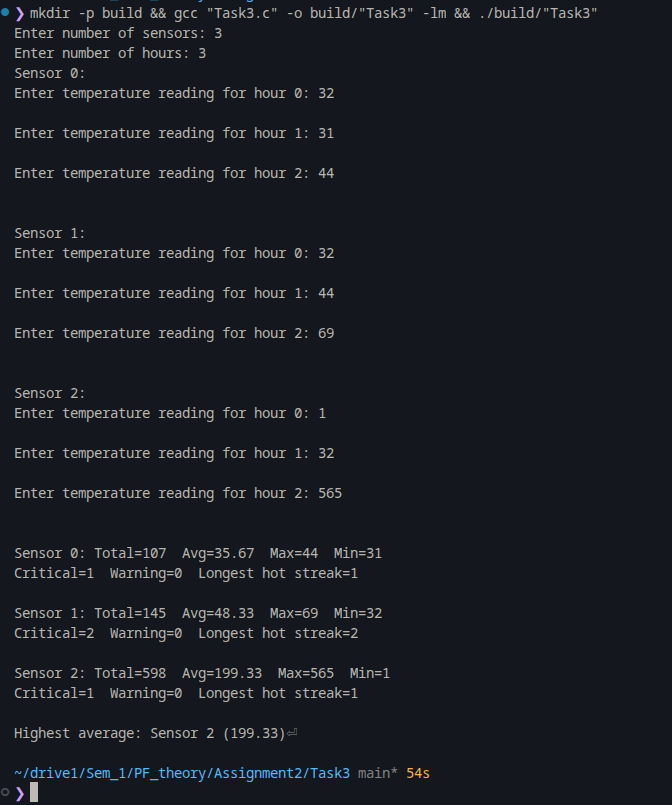 ❯ mkdir -p build && gcc "Task3.c" -o build/"Task3" -lm && ./build/"Task3"
Enter number of sensors: 3
Enter number of hours: 3
Sensor 0:
Enter temperature reading for hour 0: 32
Enter temperature reading for hour 1: 31
Enter temperature reading for hour 2: 44
Sensor 1:
Enter temperature reading for hour 0: 32
Enter temperature reading for hour 1: 44
Enter temperature reading for hour 2: 69
Sensor 2:
Enter temperature reading for hour 0: 1
Enter temperature reading for hour 1: 32
Enter temperature reading for hour 2: 565
Sensor 0: Total=107  Avg=35.67  Max=44  Min=31
Critical=1  Warning=0  Longest hot streak=1
Sensor 1: Total=145  Avg=48.33  Max=69  Min=32
Critical=2  Warning=0  Longest hot streak=2
Sensor 2: Total=598  Avg=199.33  Max=565  Min=1
Critical=1  Warning=0  Longest hot streak=1
Highest average: Sensor 2 (199.33)⏎
~/drive1/Sem_1/PF_theory/Assignment2/Task3 main* 54s
❯